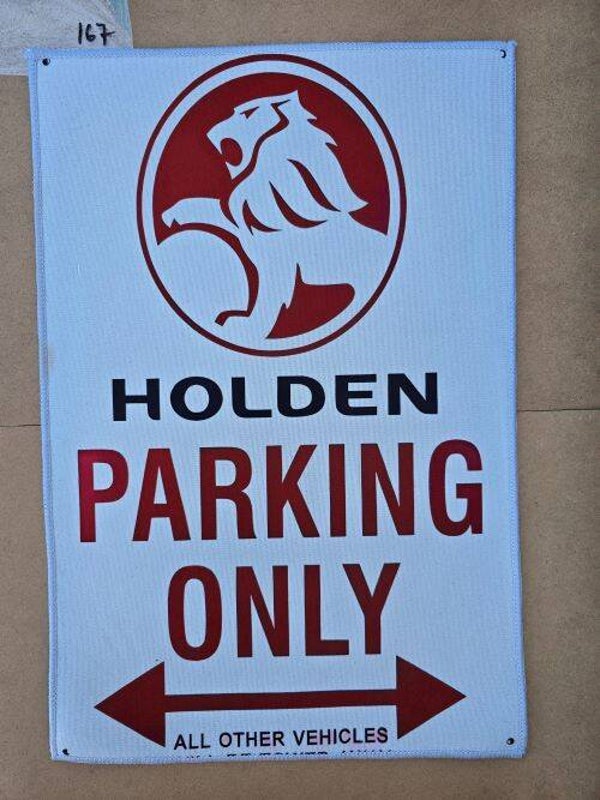 167
HOLDEN
PARKING
ONLY
ALL OTHER VEHICLES